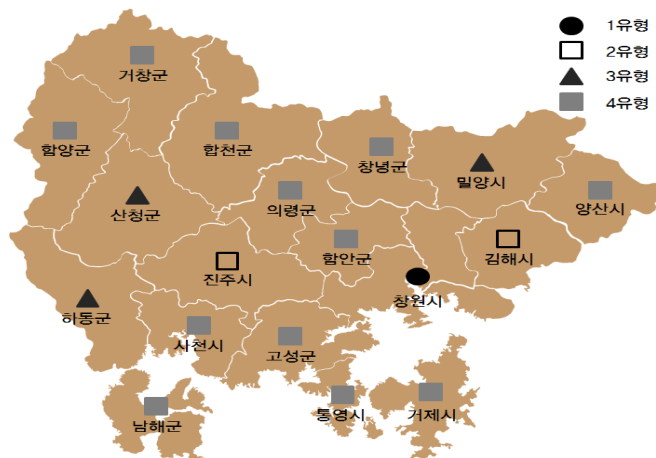 1유형
2유형
3유형
4유형
거창군
함양군
합천군
창녕군
밀양시
양산시
산청군
의령군
진주시
함안군
김해시
하동군
사천시
고성군
창원시
남해군
통영시
거제시